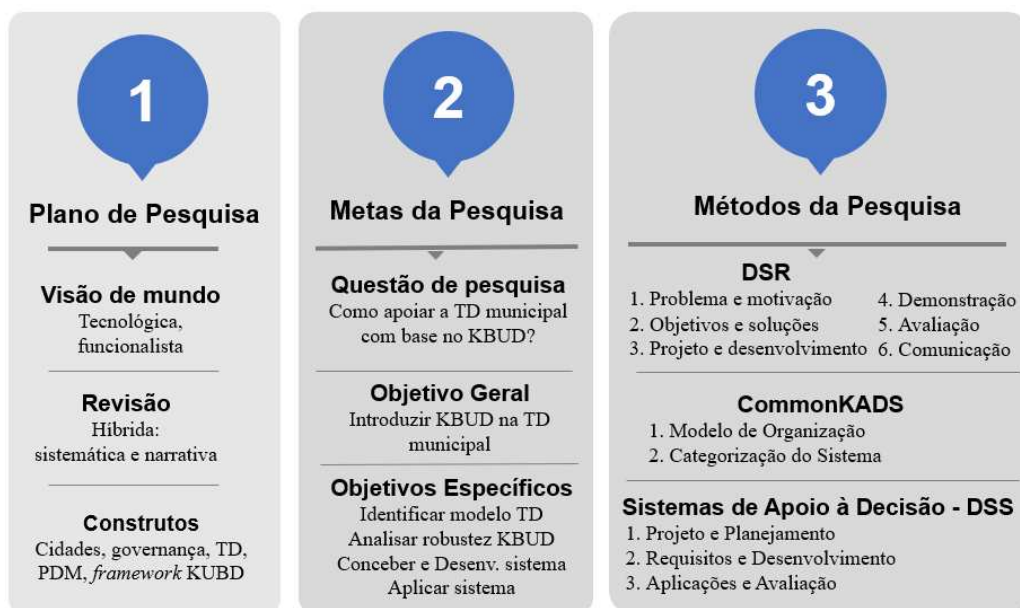 1
Plano de Pesquisa
Visão de mundo
Tecnológica,
funcionalista
Revisão
Híbrida:
sistemática e narrativa
Construtos
Cidades, governança, TD,
PDM, framework KUBD
2
Metas da Pesquisa
Questão de pesquisa
Como apoiar a TD municipal
com base no KBUD?
Objetivo Geral
Introduzir KBUD na TD
municipal
Objetivos Específicos
Identificar modelo TD
Analisar robustez KBUD
Conceber e Desenv. sistema
Aplicar sistema
3
Métodos da Pesquisa
DSR
1. Problema e motivação
2. Objetivos e soluções
3. Projeto e desenvolvimento
4. Demonstração
5. Avaliação
6. Comunicação
CommonKADS
1. Modelo de Organização
2. Categorização do Sistema
Sistemas de Apoio à Decisão - DSS
1. Projeto e Planejamento
2. Requisitos e Desenvolvimento
3. Aplicações e Avaliação